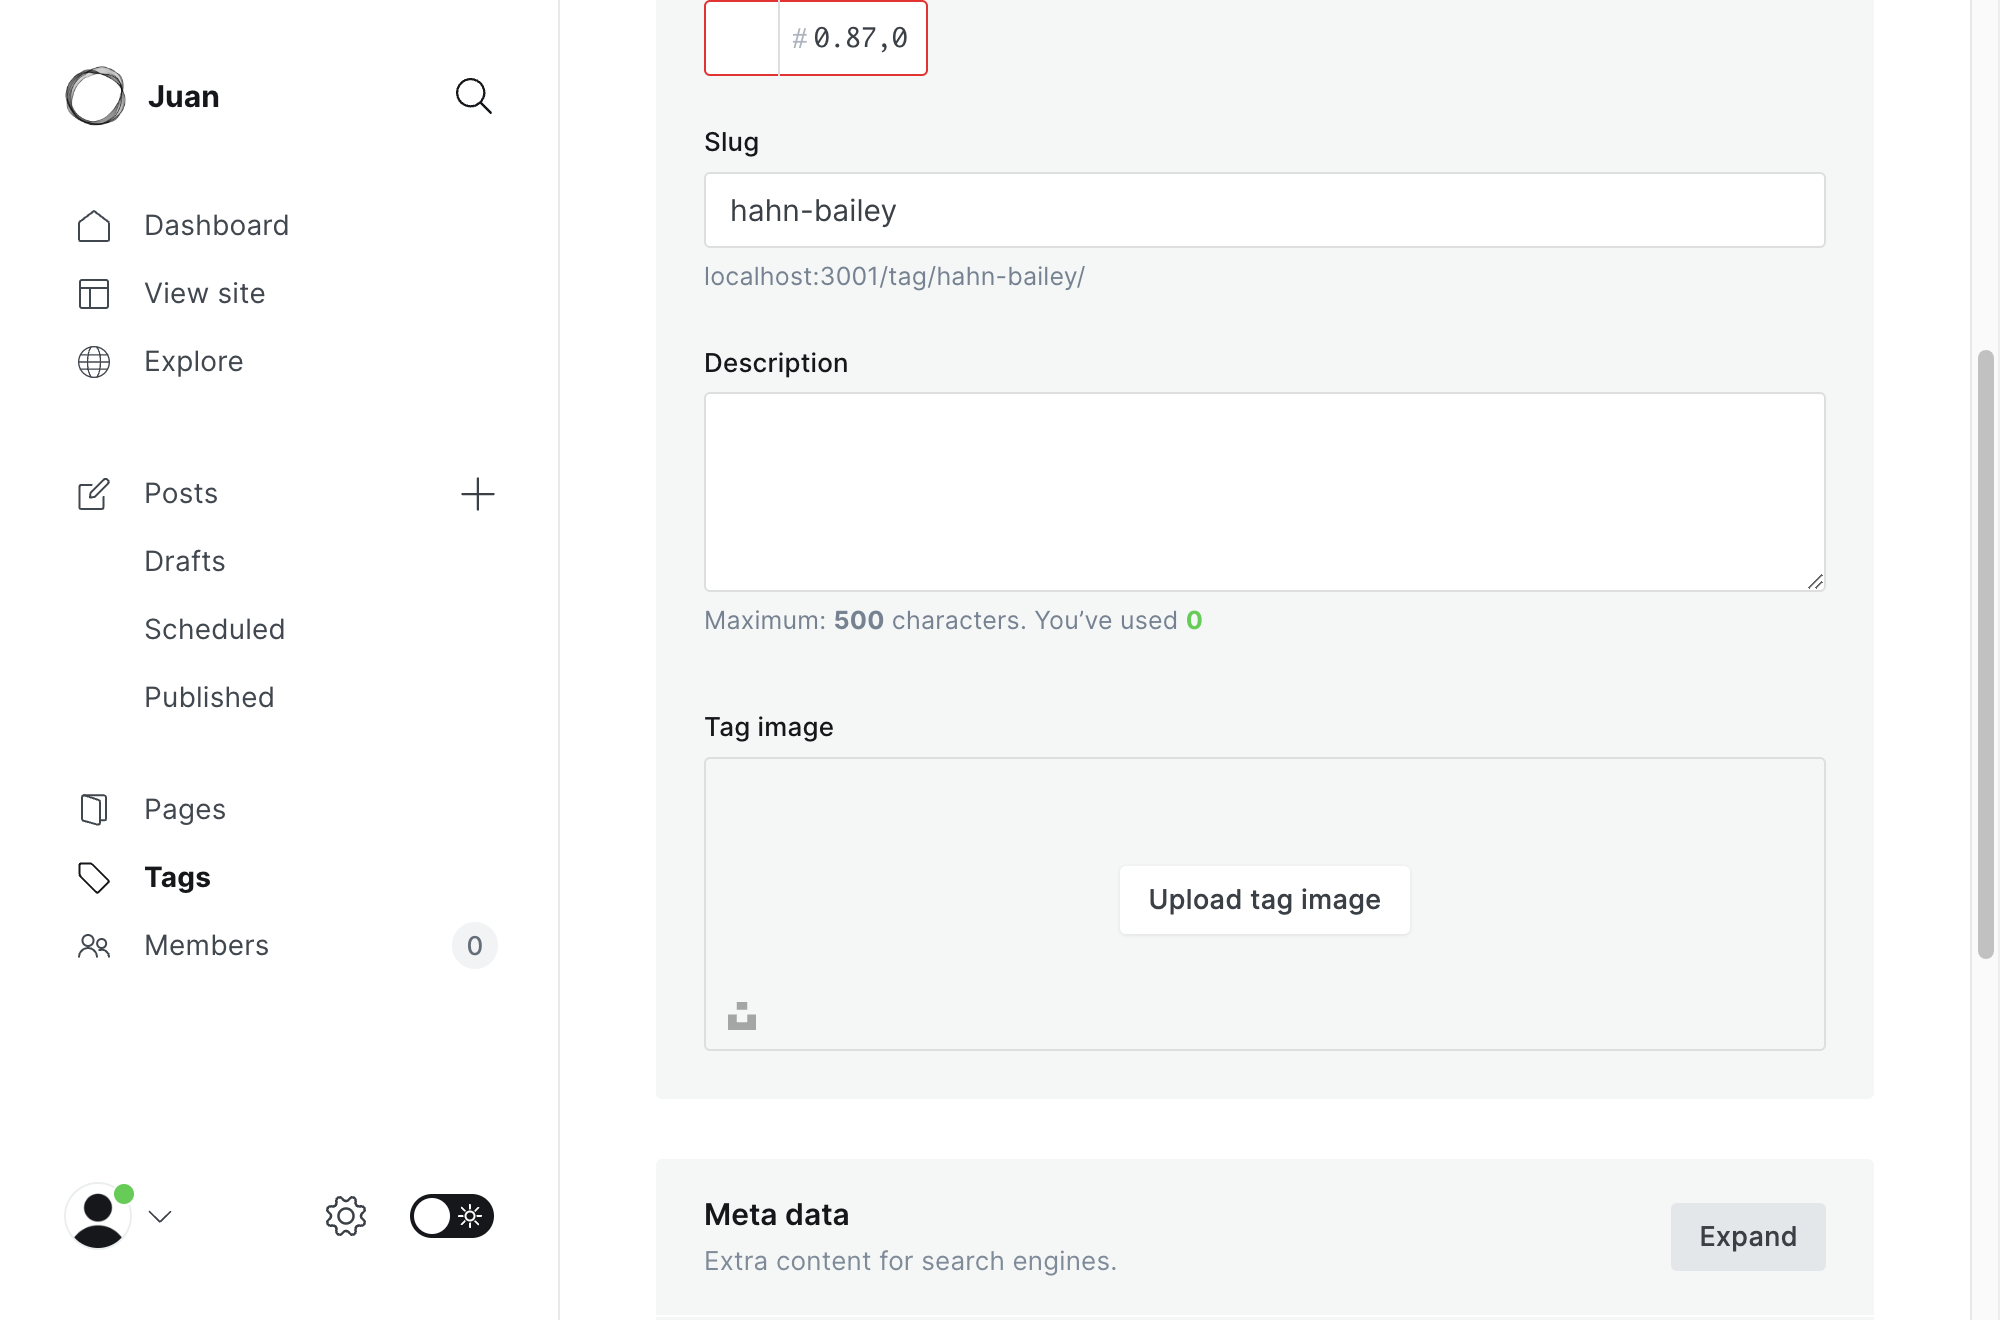 Juan
Dashboard
View site
Explore
Posts
Drafts
Scheduled
Published
Pages
Tags
Members
0
#0.87,0
Slug
hahn-bailey
localhost:3001/tag/hahn-bailey/
Description
Maximum: 500 characters. You’ve used 0
Tag image
Upload tag image
Meta data
Extra content for search engines.
Expand